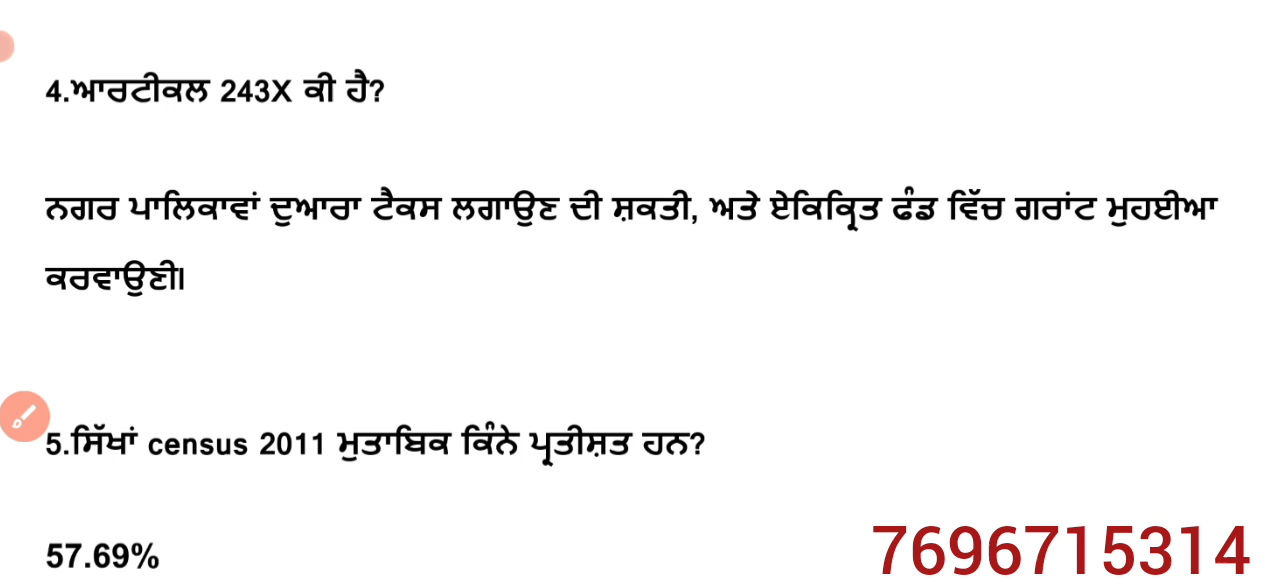 4.ਆਰਟੀਕਲ 243X ਕੀ ਹੈ?
ਨਗਰ ਪਾਲਿਕਾਵਾਂ ਦੁਆਰਾ ਟੈਕਸ ਲਗਾਉਣ ਦੀ ਸ਼ਕਤੀ, ਅਤੇ ਏਕਿਕ੍ਰਿਤ ਫੰਡ ਵਿੱਚ ਗਰਾਂਟ ਮੁਹਈਆ
ਕਰਵਾਉਣੀ।
5.ਸਿੱਖਾਂ census 2011 ਮੁਤਾਬਿਕ ਕਿੰਨੇ ਪ੍ਰਤੀਸ਼ਤ ਹਨ?
57.69%
7696715314